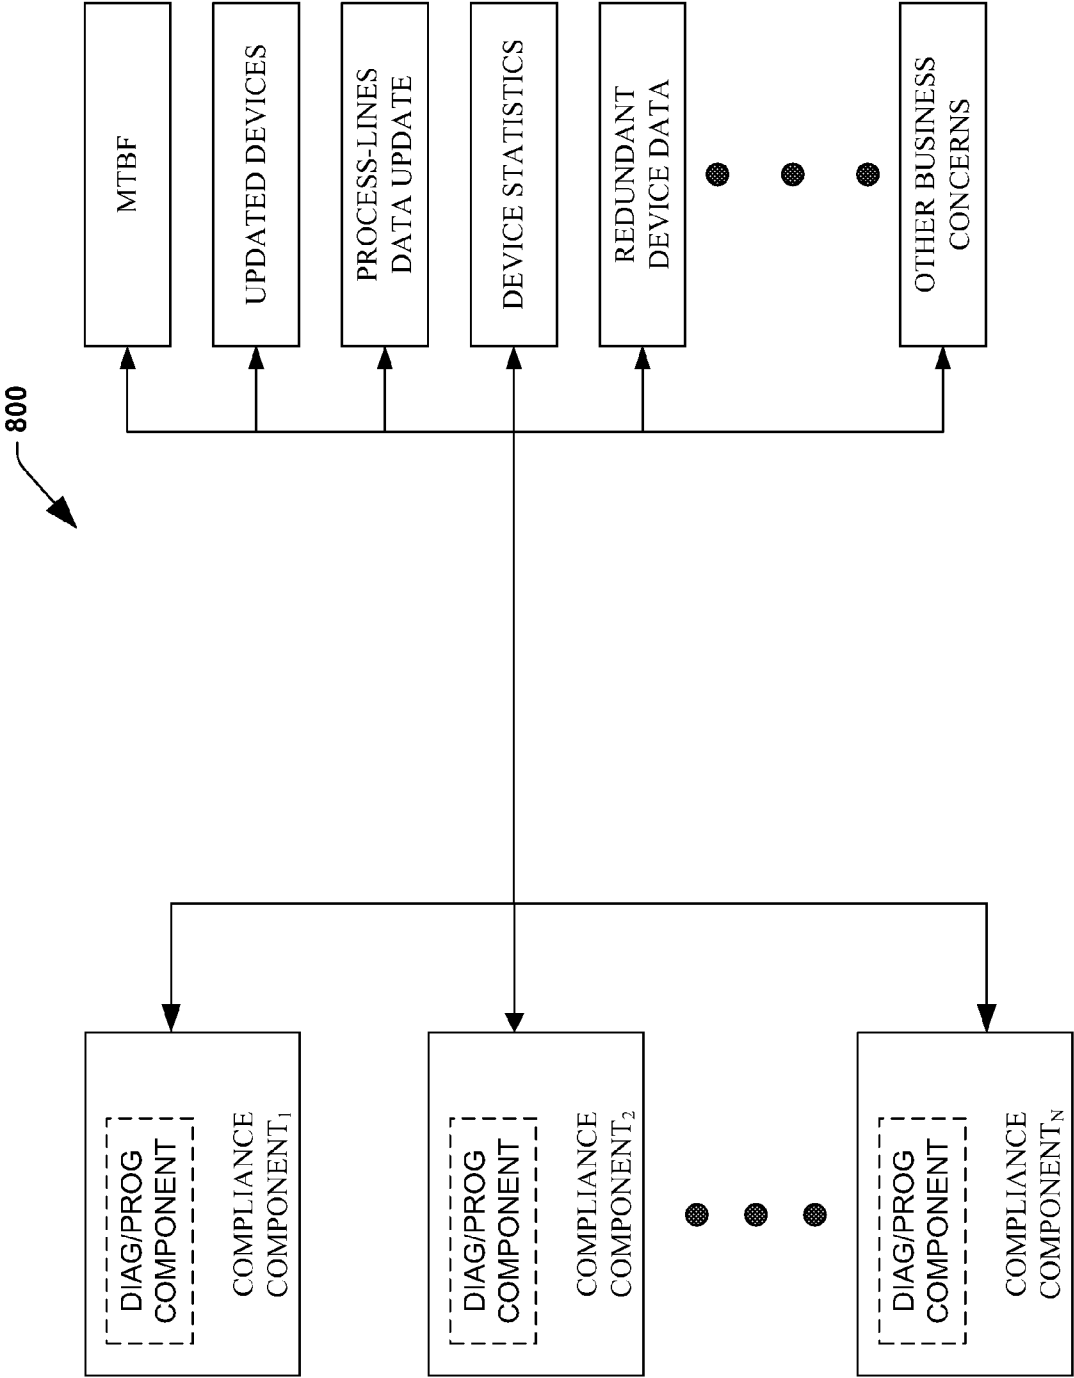 800
MTBF
UPDATED DEVICES
PROCESS-LINES
DATA UPDATE
DEVICE STATISTICS
REDUNDANT
DEVICE DATA
OTHER BUSINESS
CONCERNS
DIAG/PROG
COMPONENT
COMPLIANCE
COMPONENT₁
DIAG/PROG
COMPONENT
COMPLIANCE
COMPONENT₂
DIAG/PROG
COMPONENT
COMPLIANCE
COMPONENT_N